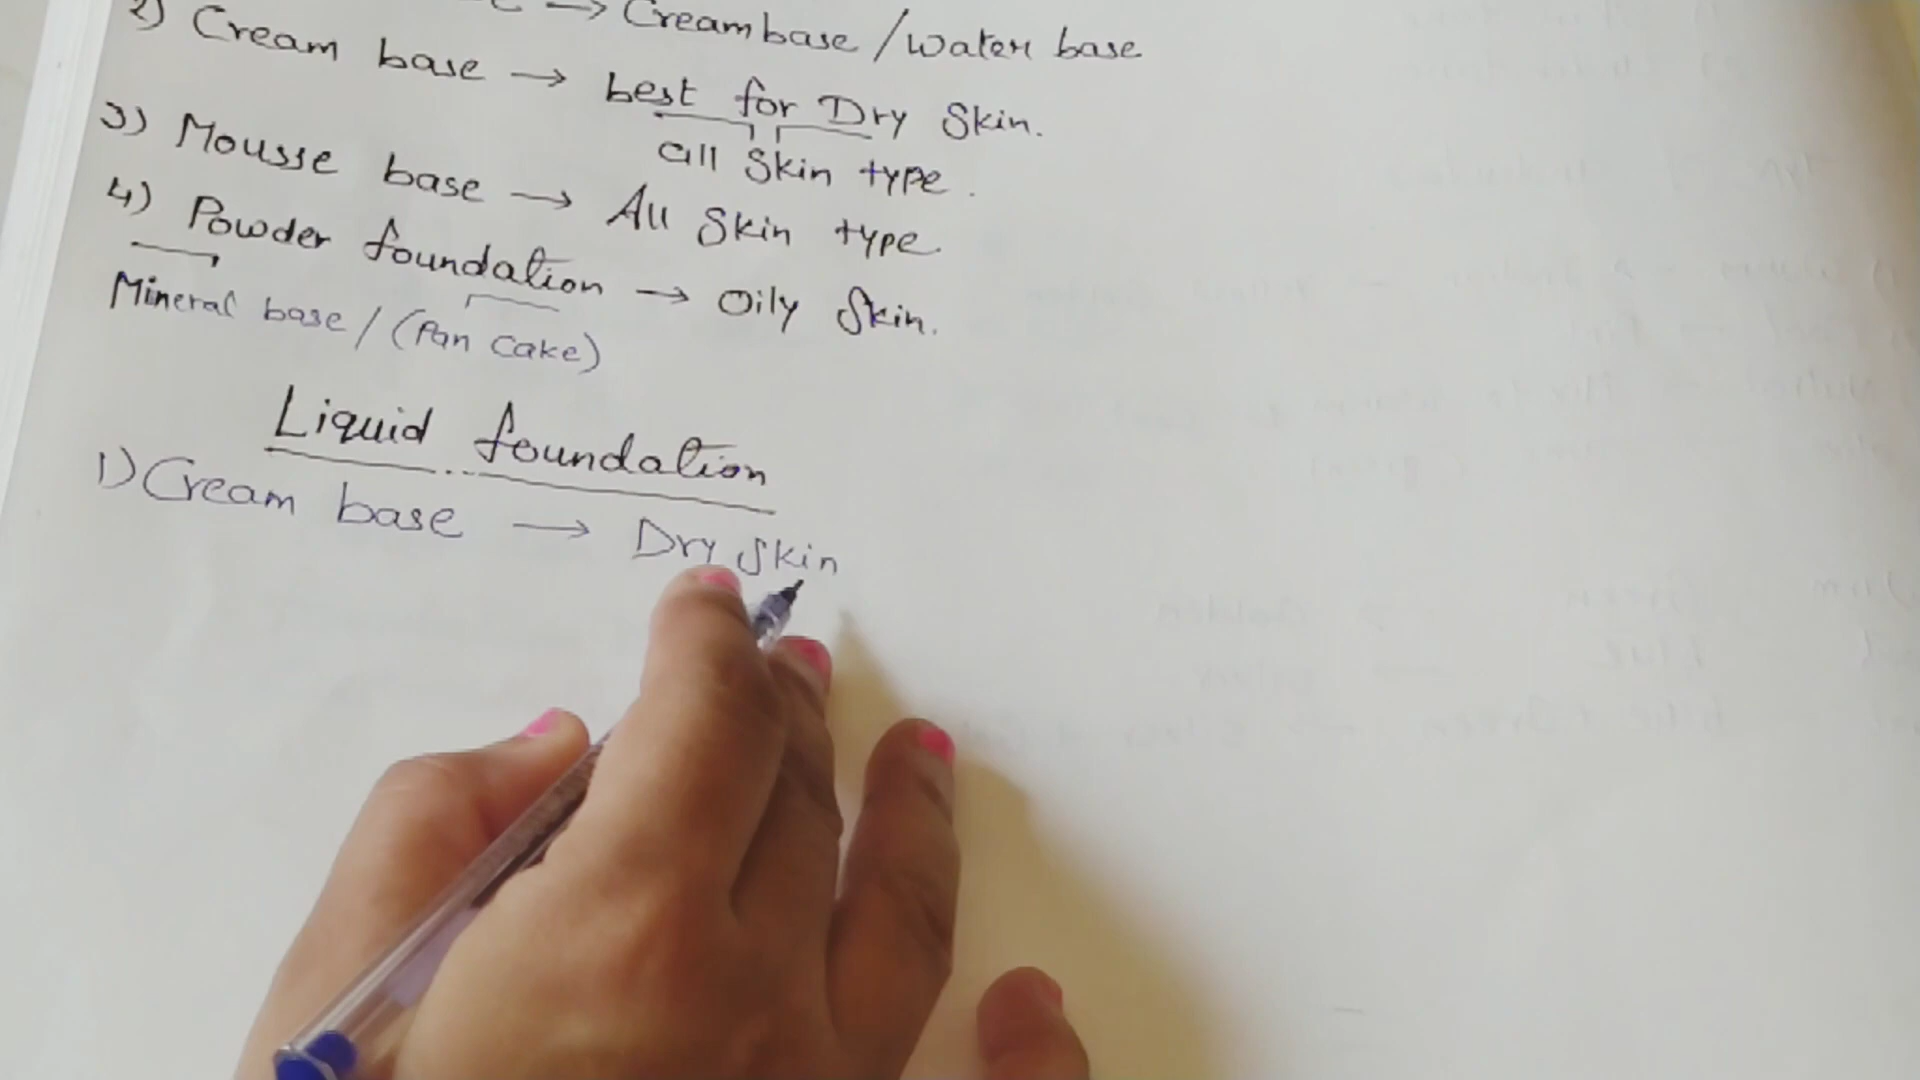 → Cream base / water base
2) Cream base → best for Dry Skin.
all Skin type.
3) Mousse base → All Skin type.
4) Powder foundation → Oily Skin.
Mineral base / (Pan Cake)
Liquid foundation
1) Cream base → Dry Skin